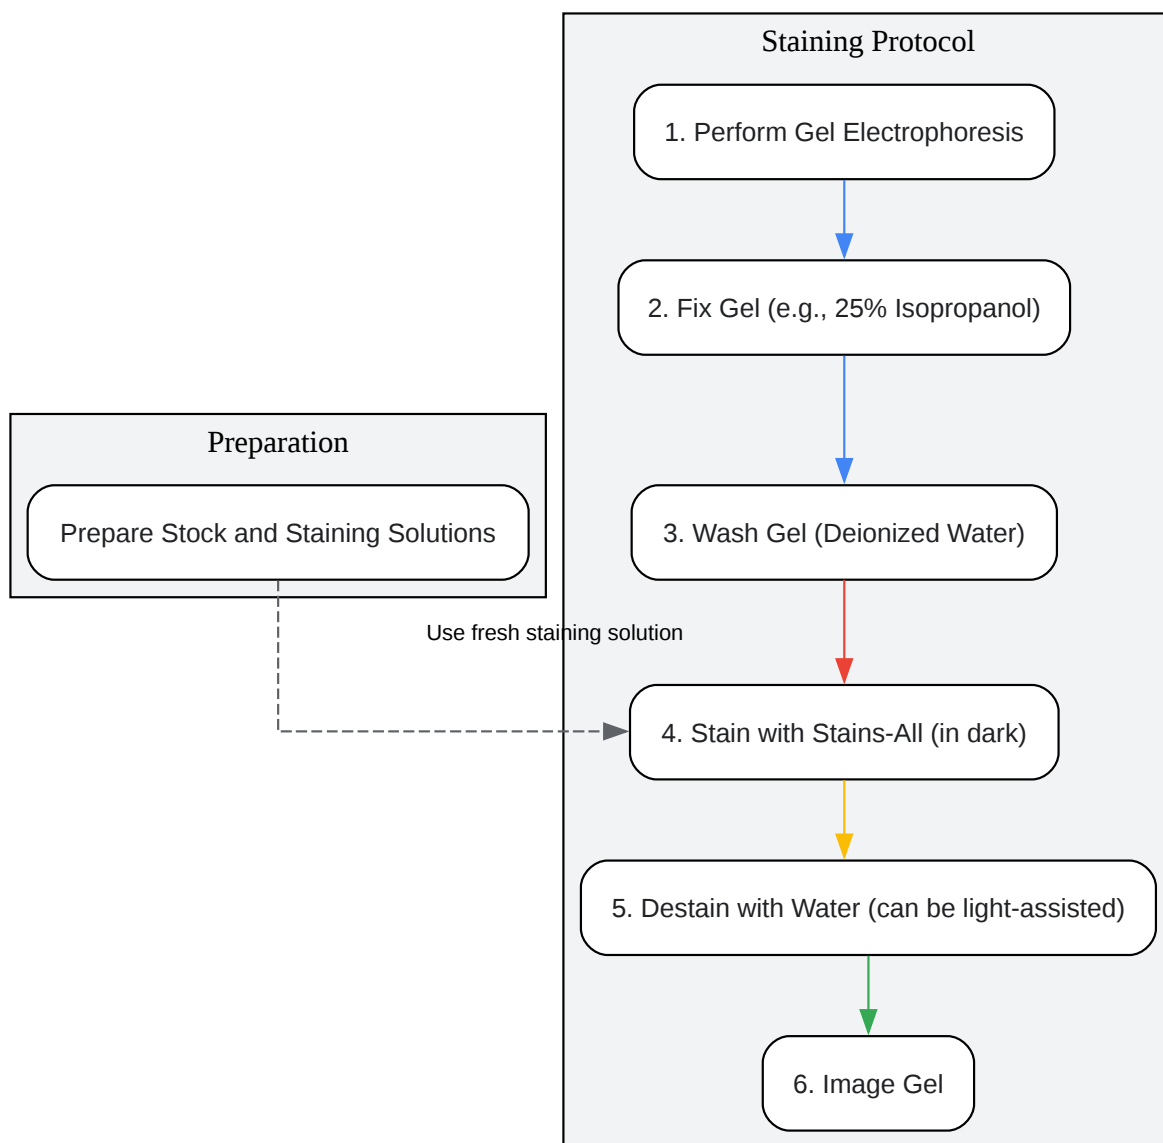 Staining Protocol
1. Perform Gel Electrophoresis
2. Fix Gel (e.g., 25% Isopropanol)
Preparation
Prepare Stock and Staining Solutions
3. Wash Gel (Deionized Water)
Use fresh staining solution
4. Stain with Stains-All (in dark)
5. Destain with Water (can be light-assisted)
6. Image Gel